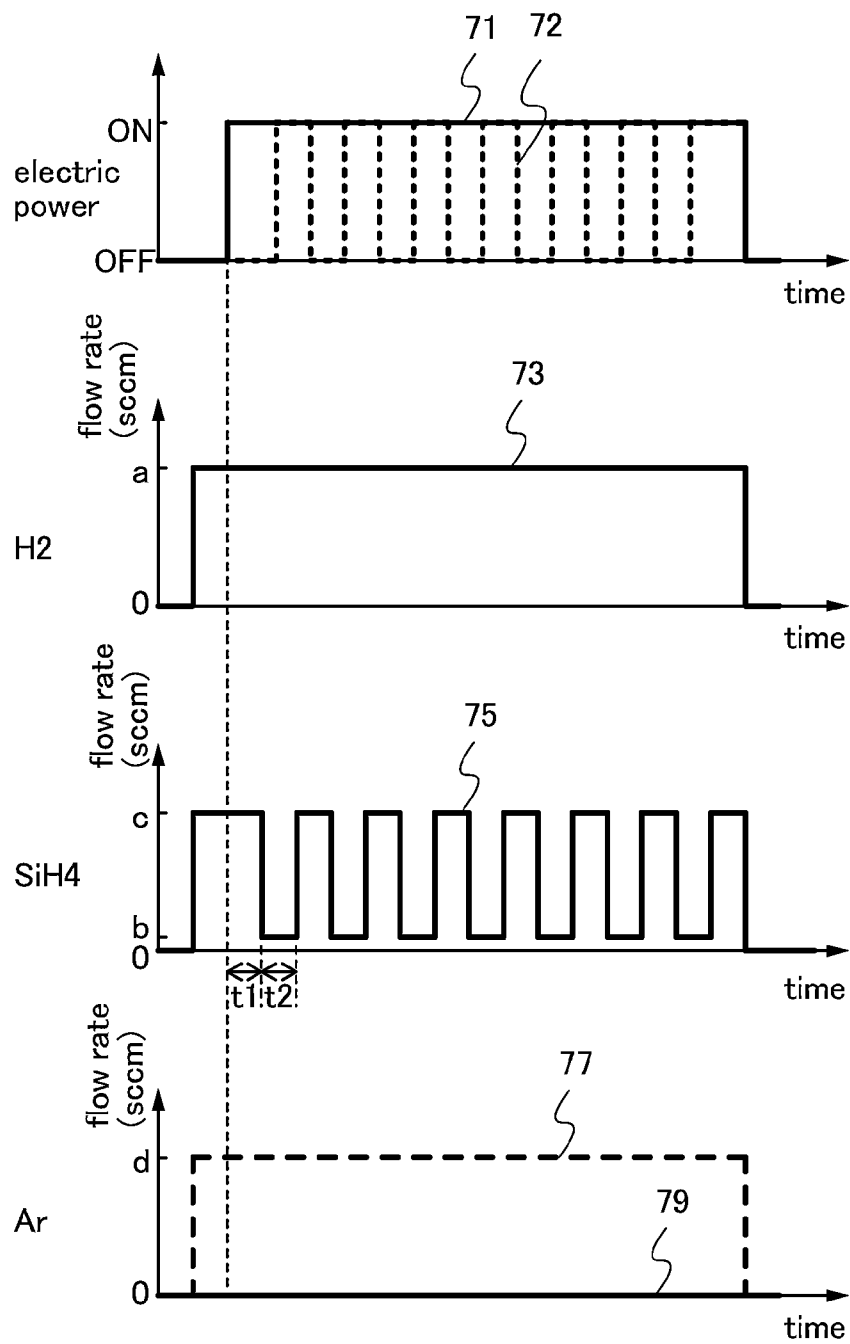 71
72
ON
electric
power
OFF
time
flow rate
(sccm)
73
a
H2
0
time
flow rate
(sccm)
75
c
SiH4
b
0
t1
t2
time
flow rate
(sccm)
77
d
79
Ar
0
time